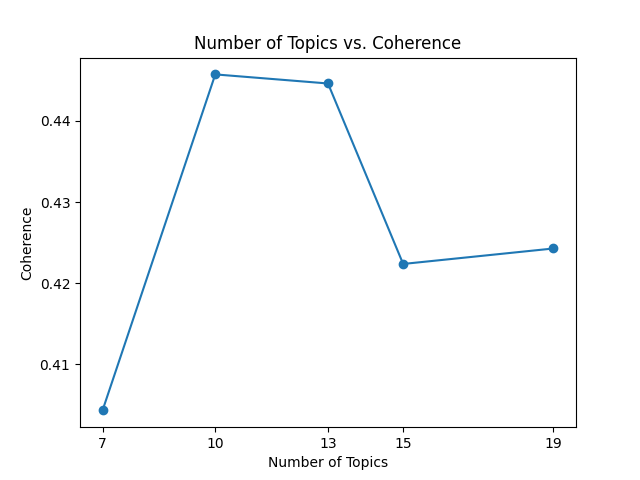 Number of Topics vs. Coherence
0.44
0.43
0.42
0.41
Coherence
7 10 13 15 19
Number of Topics